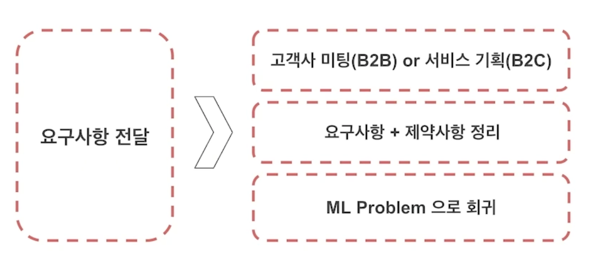 요구사항 전달
고객사 미팅(B2B) or 서비스 기획(B2C)
요구사항 + 제약사항 정리
ML Problem 으로 회귀